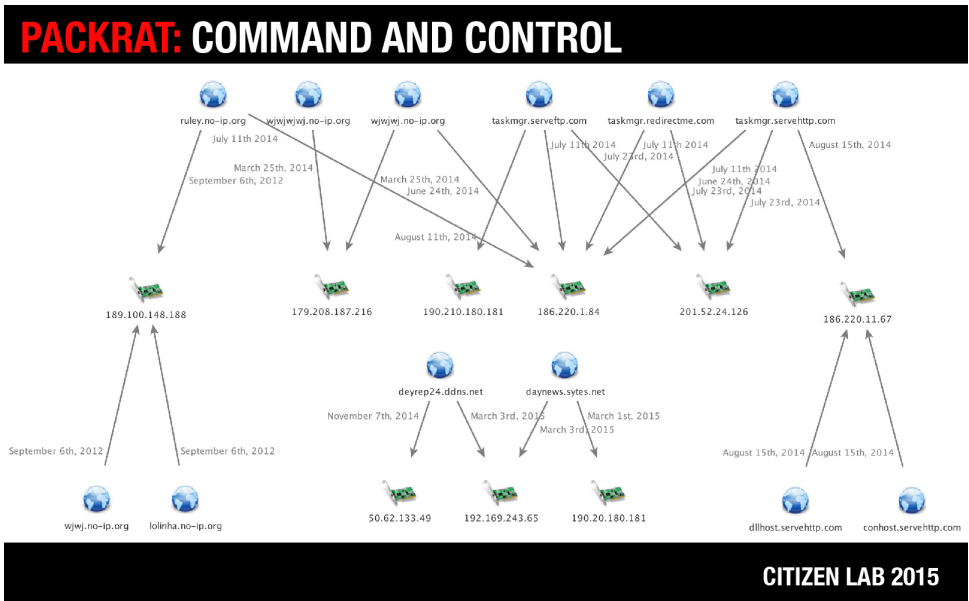 PACKRAT: COMMAND AND CONTROL
ruley.no-ip.org
wjwjwjwj.no-ip.org
wjwjwj.no-ip.org
taskmgr.serveftp.com
taskmgr.redirectme.com
taskmgr.servehttp.com
July 11th 2014
July 11th 2014
July 11th 2014
August 15th, 2014
July 23rd, 2014
March 25th, 2014
July 11th 2014
September 6th, 2012
March 25th, 2014
June 24th, 2014
June 24th, 2014
July 23rd, 2014
July 23rd, 2014
August 11th, 2014
189.100.148.188
179.208.187.216
190.210.180.181
186.220.1.84
201.52.24.126
186.220.11.67
deyrep24.ddns.net
daynews.sytes.net
November 7th, 2014
March 3rd, 2015
March 1st, 2015
March 3rd, 2015
September 6th, 2012
September 6th, 2012
August 15th, 2014
August 15th, 2014
50.62.133.49
192.169.243.65
190.20.180.181
wjwj.no-ip.org
lolinha.no-ip.org
dllhost.servehttp.com
conhost.servehttp.com
CITIZEN LAB 2015